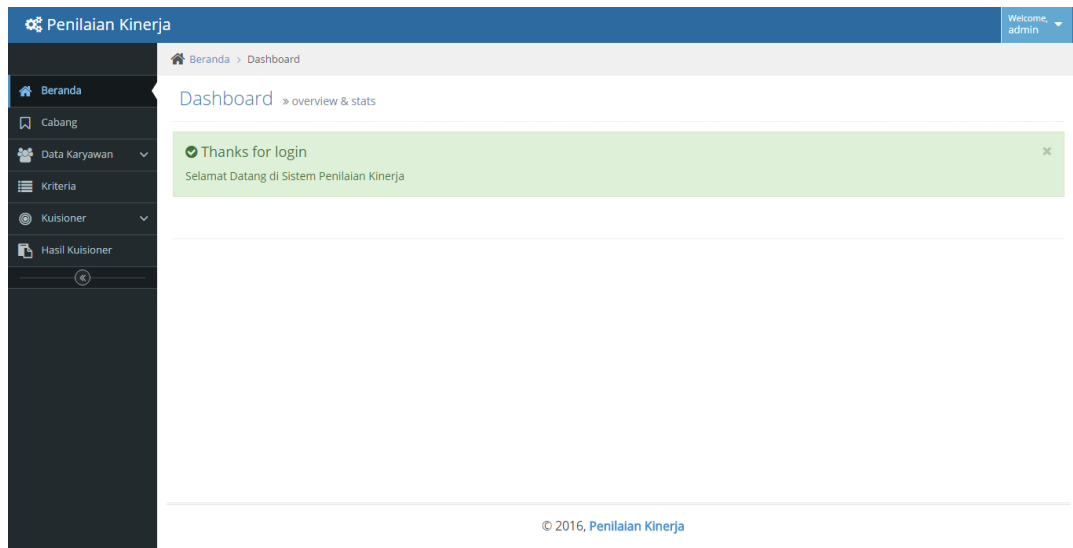 Penilaian Kinerja
Welcome,
admin
Beranda > Dashboard
Beranda
Cabang
Data Karyawan
Kriteria
Kuisioner
Hasil Kuisioner
Dashboard » overview & stats
Thanks for login
×
Selamat Datang di Sistem Penilaian Kinerja
© 2016, Penilaian Kinerja